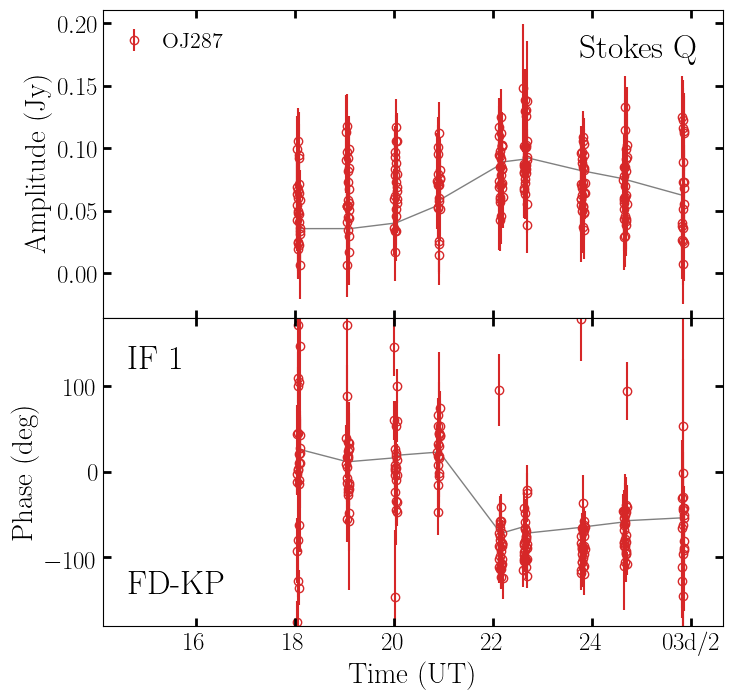 0.20
0.15
0.10
0.05
0.00
Amplitude (Jy)
OJ287
Stokes Q
IF 1
FD-KP
100
0
−100
Phase (deg)
16
18
20
22
24
03d/2
Time (UT)